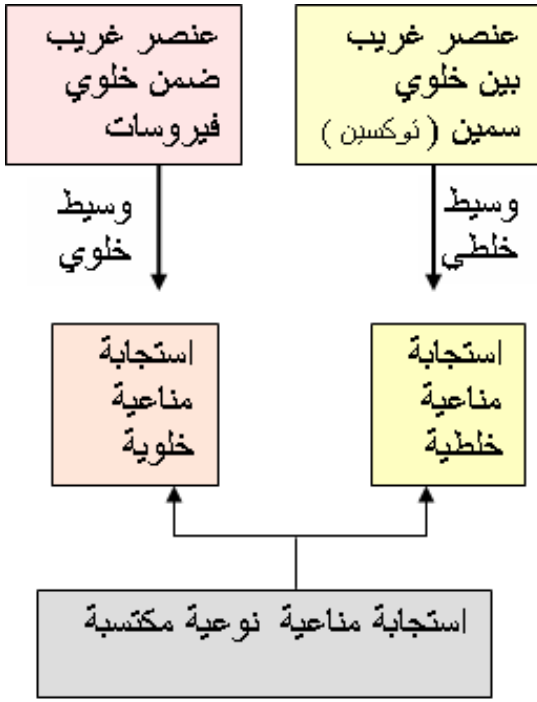 عنصر غريب
بين خلوي
سمين ( توكسين )
عنصر غريب
ضمن خلوي
فيروسات
وسيط
خلطي
وسيط
خلوي
استجابة
مناعية
خلطية
استجابة
مناعية
خلوية
استجابة مناعية نوعية مكتسبة